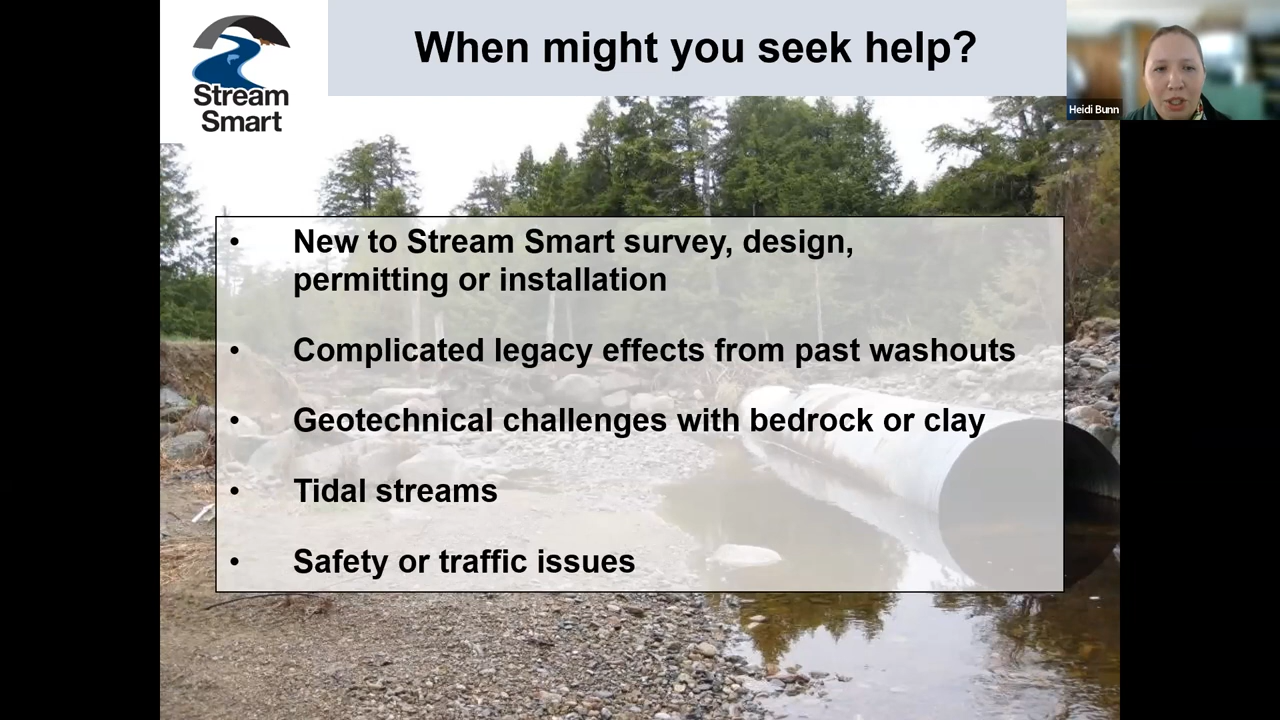 Stream
Smart
When might you seek help?
Heidi Bunn
• New to Stream Smart survey, design,
permitting or installation
• Complicated legacy effects from past washouts
• Geotechnical challenges with bedrock or clay
• Tidal streams
• Safety or traffic issues